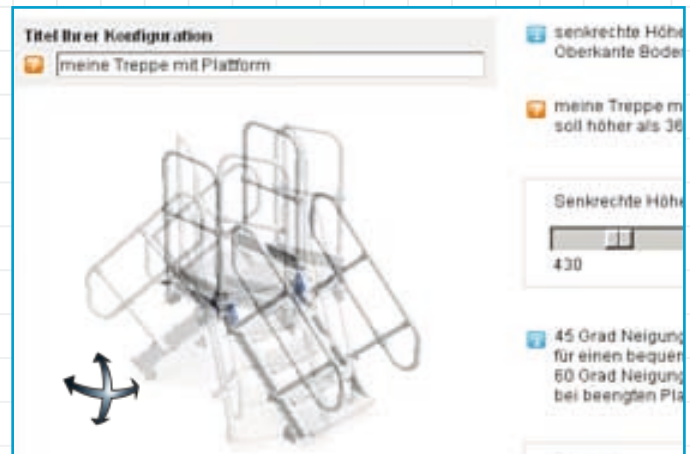 Titel Ihrer Konfiguration
meine Treppe mit Plattform
senkrechte Höhe
Oberkante Boden
meine Treppe m
soll höher als 36
Senkrechte Höhe
430
45 Grad Neigung
für einen bequem
60 Grad Neigung
bei beengten Pla